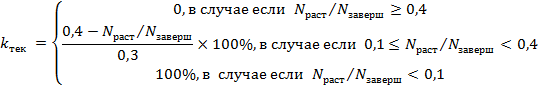 0, в случае если N_раст/N_заверш ≥ 0,4
k_тек = { (0,4 − N_раст/N_заверш)/0,3 × 100%, в случае если 0,1 ≤ N_раст/N_заверш < 0,4
100%, в случае если N_раст/N_заверш < 0,1